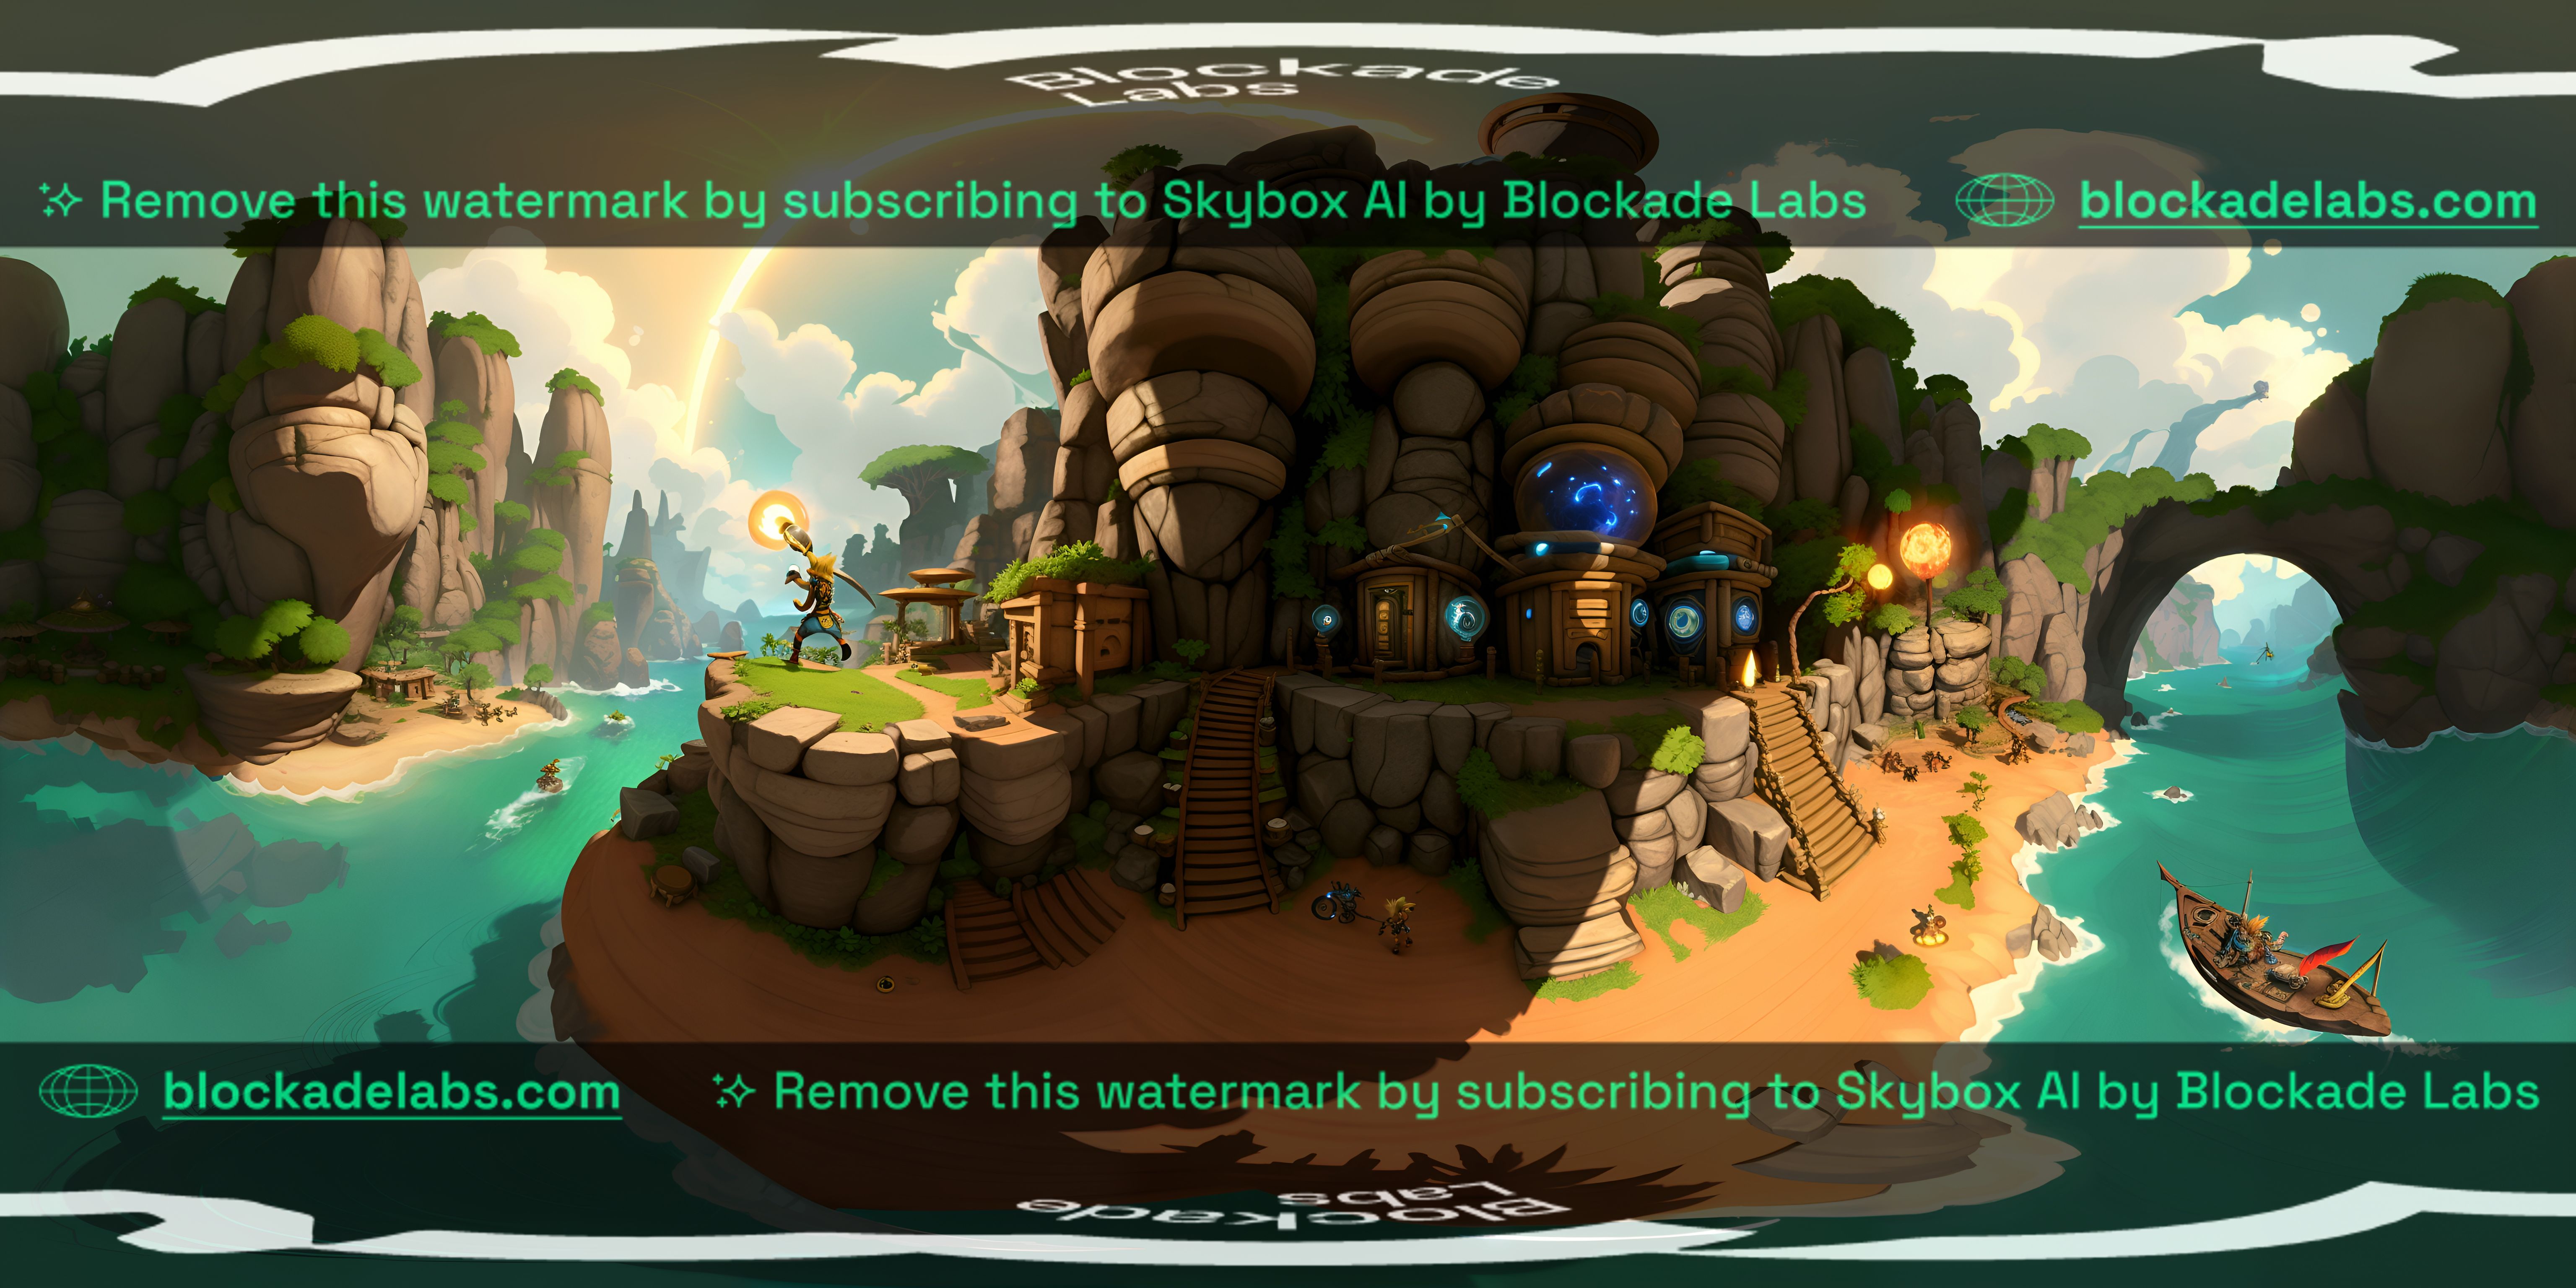 Blockade
Labs
Remove this watermark by subscribing to Skybox AI by Blockade Labs blockadelabs.com
blockadelabs.com Remove this watermark by subscribing to Skybox AI by Blockade Labs
Blockade
Labs